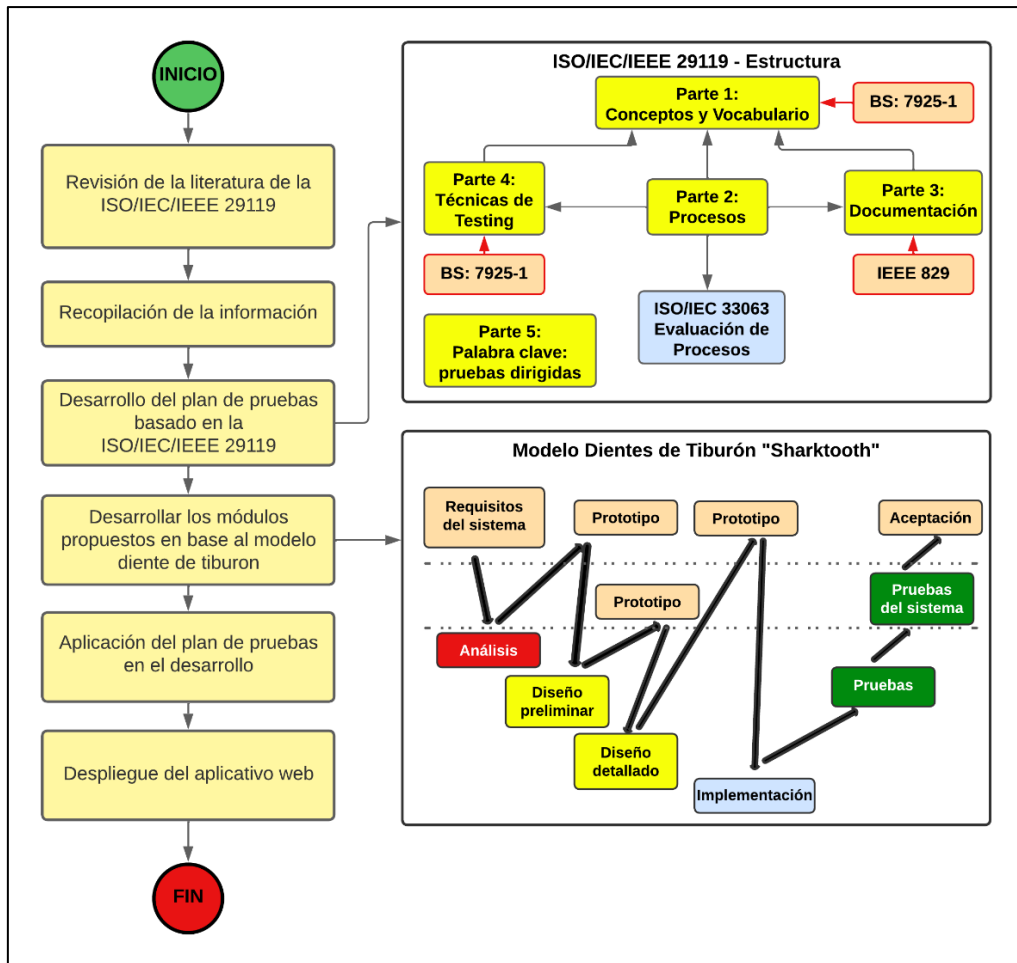 INICIO
Revisión de la literatura de la
ISO/IEC/IEEE 29119
Recopilación de la información
Desarrollo del plan de pruebas
basado en la
ISO/IEC/IEEE 29119
Desarrollar los módulos
propuestos en base al modelo
diente de tiburon
Aplicación del plan de pruebas
en el desarrollo
Despliegue del aplicativo web
FIN
ISO/IEC/IEEE 29119 - Estructura
Parte 1:
Conceptos y Vocabulario
BS: 7925-1
Parte 4:
Técnicas de
Testing
Parte 2:
Procesos
Parte 3:
Documentación
BS: 7925-1
IEEE 829
ISO/IEC 33063
Evaluación de
Procesos
Parte 5:
Palabra clave:
pruebas dirigidas
Modelo Dientes de Tiburón "Sharktooth"
Requisitos
del sistema
Prototipo
Prototipo
Aceptación
Prototipo
Pruebas
del sistema
Análisis
Diseño
preliminar
Pruebas
Diseño
detallado
Implementación